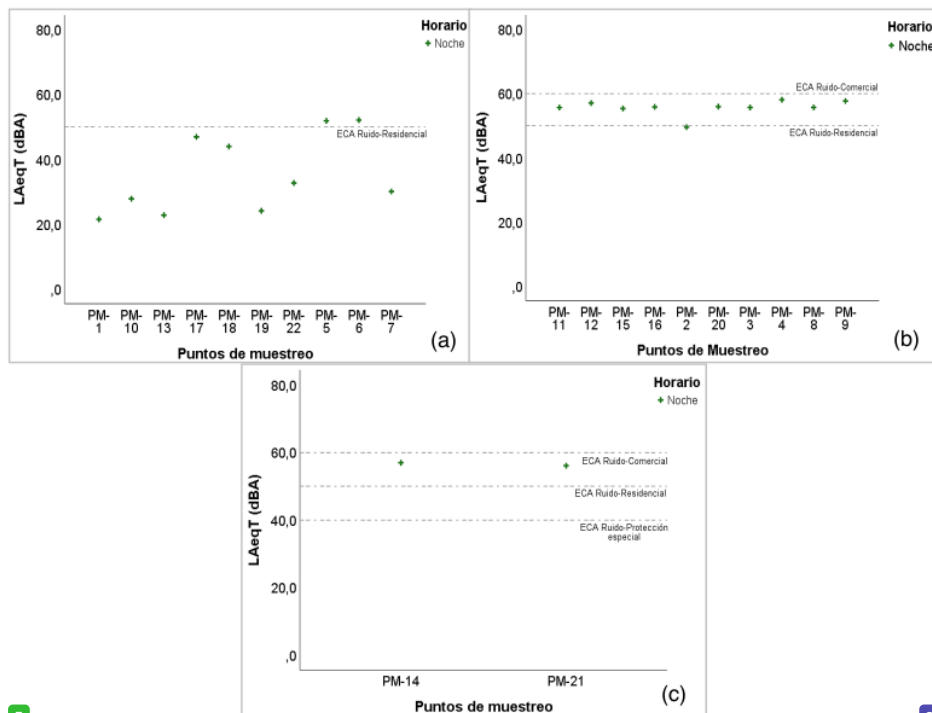 80,0
60,0
40,0
20,0
,0
LAeqT (dBA)
Horario
+ Noche
ECA Ruido-Residencial
PM-1 PM-10 PM-13 PM-17 PM-18 PM-19 PM-22 PM-5 PM-6 PM-7
Puntos de muestreo
(a)
80,0
60,0
40,0
20,0
,0
LAeqT (dBA)
Horario
+ Noche
ECA Ruido-Comercial
ECA Ruido-Residencial
PM-11 PM-12 PM-15 PM-16 PM-2 PM-20 PM-3 PM-4 PM-8 PM-9
Puntos de Muestreo
(b)
80,0
60,0
40,0
20,0
,0
LAeqT (dBA)
Horario
+ Noche
ECA Ruido-Comercial
ECA Ruido-Residencial
ECA Ruido-Protección
especial
PM-14 PM-21
Puntos de muestreo
(c)